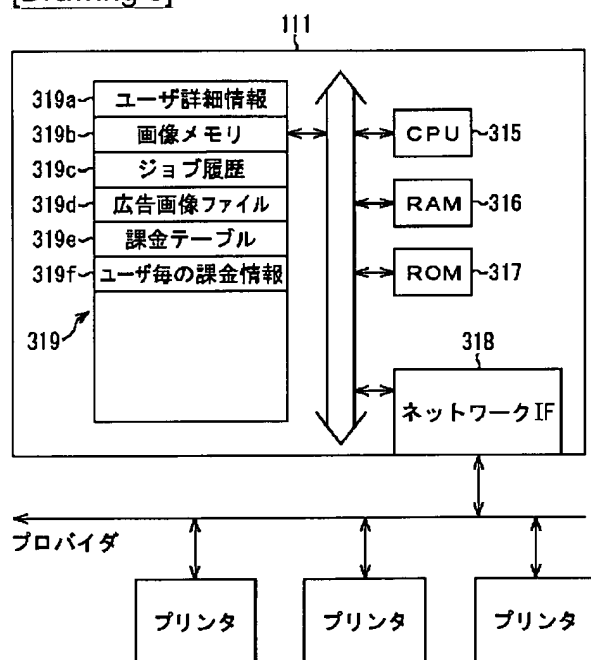 111
319a ユーザ詳細情報
319b 画像メモリ
319c ジョブ履歴
319d 広告画像ファイル
319e 課金テーブル
319f ユーザ毎の課金情報
319
CPU 315
RAM 316
ROM 317
318
ネットワークIF
プロバイダ
プリンタ プリンタ プリンタ